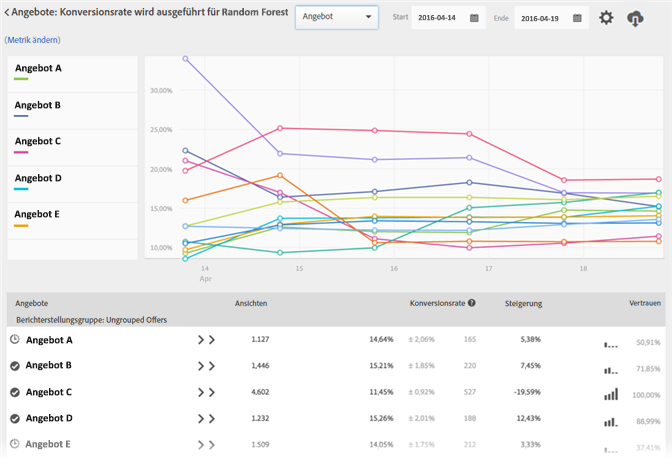 Angebote: Konversionsrate wird ausgeführt für Random Forest Angebot Start 2016-04-14 Ende 2016-04-19
(Metrik ändern)
Angebot A
Angebot B
Angebot C
Angebot D
Angebot E
30,00%
25,00%
20,00%
15,00%
10,00%
14 15 16 17 18
Apr
Angebote Ansichten Konversionsrate Steigerung Vertrauen
Berichterstellungsgruppe: Ungrouped Offers
Angebot A 1.127 14,64% ± 2,06% 165 5,38% 50,91%
Angebot B 1,446 15.21% ± 1.85% 220 7,45% 71,85%
Angebot C 4,602 11,45% ± 0,92% 527 -19,59% 100,00%
Angebot D 1.232 15,26% ± 2,01% 188 12,43% 88,99%
Angebot E 1.509 14,05% ± 1.75% 212 3,33% 37.41%